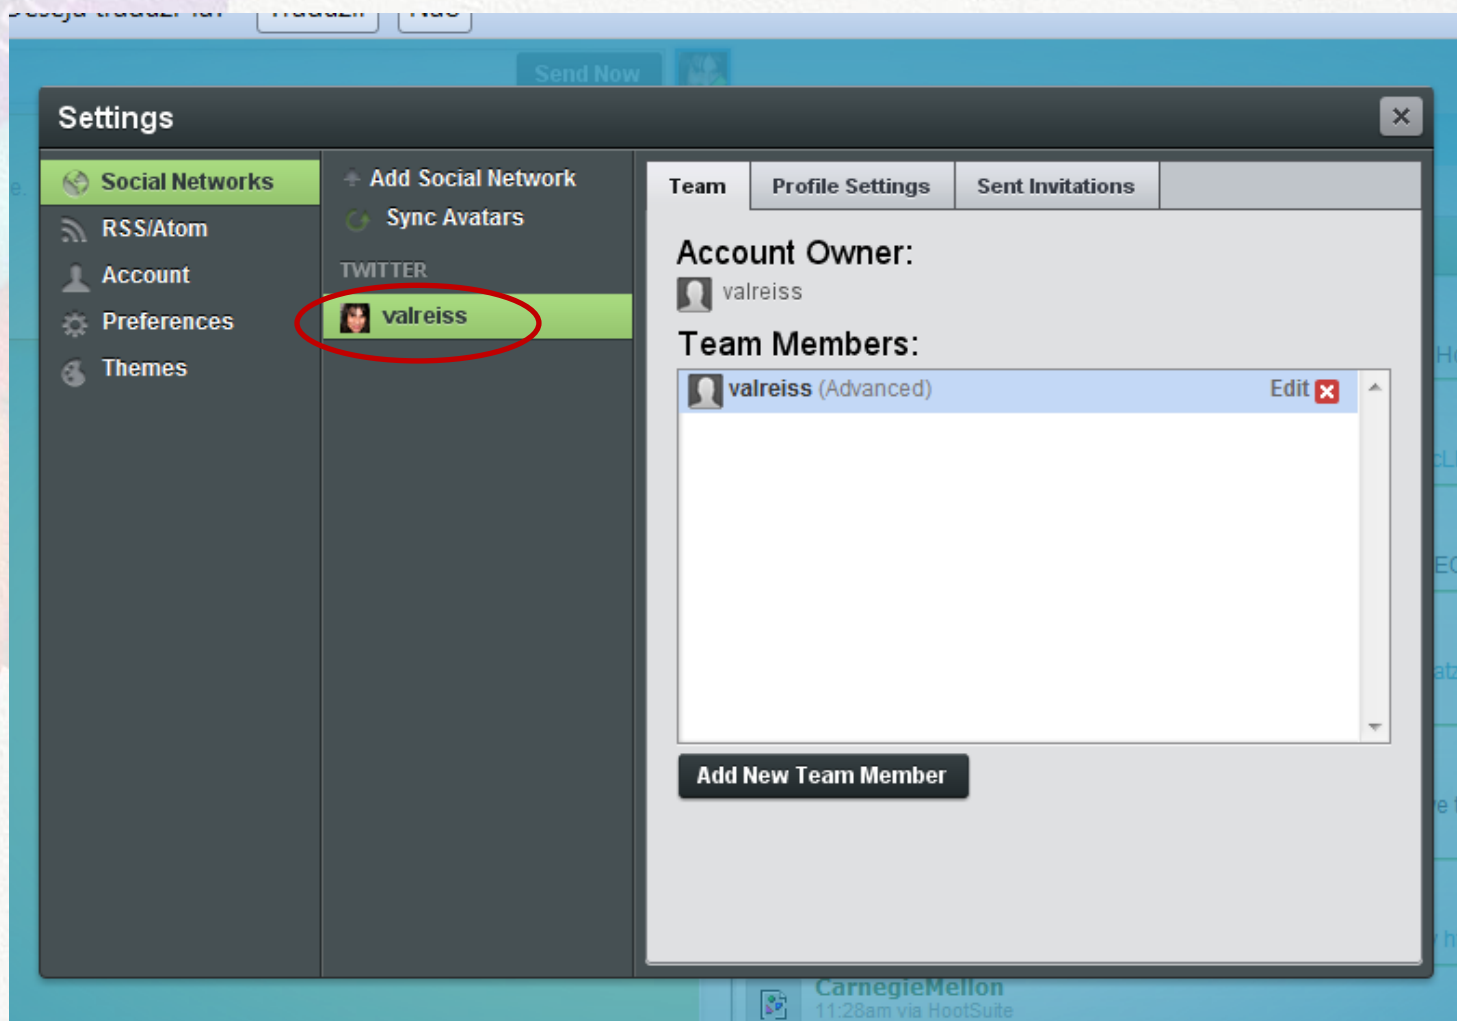 Send Now
Settings
Social Networks
RSS/Atom
Account
Preferences
Themes
Add Social Network
Sync Avatars
TWITTER
valreiss
Team
Profile Settings
Sent Invitations
Account Owner:
valreiss
Team Members:
valreiss (Advanced) Edit
Add New Team Member
CarnegieMellon
11:28am via HootSuite